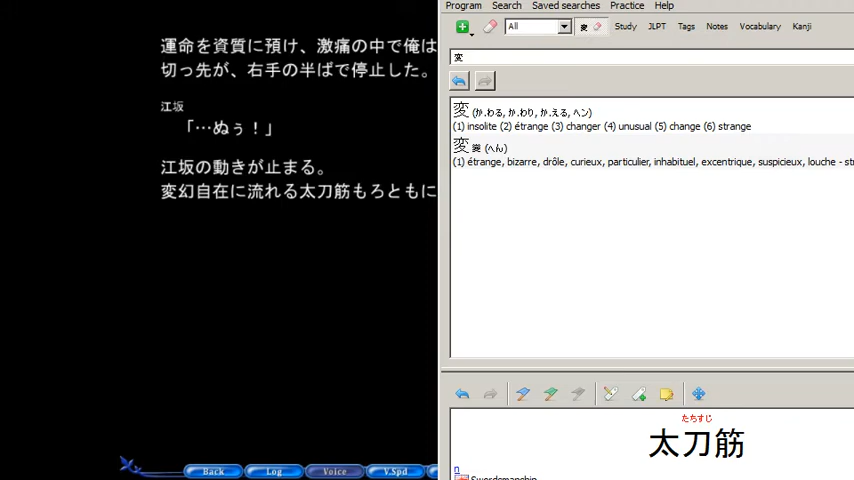 運命を資質に預け、激痛の中で俺は
切っ先が、右手の半ばで停止した。
江坂
「…ぬぅ！」
江坂の動きが止まる。
変幻自在に流れる太刀筋もろともに
Back Log Voice V.Spd
Program Search Saved searches Practice Help
All 変 Study JLPT Tags Notes Vocabulary Kanji
変
変 (か.わる, か.わり, か.える, ヘン)
(1) insolite (2) étrange (3) changer (4) unusual (5) change (6) strange
変 變 (へん)
(1) étrange, bizarre, drôle, curieux, particulier, inhabituel, excentrique, suspicieux, louche - str
たちすじ
太刀筋
n
Swordsmanship